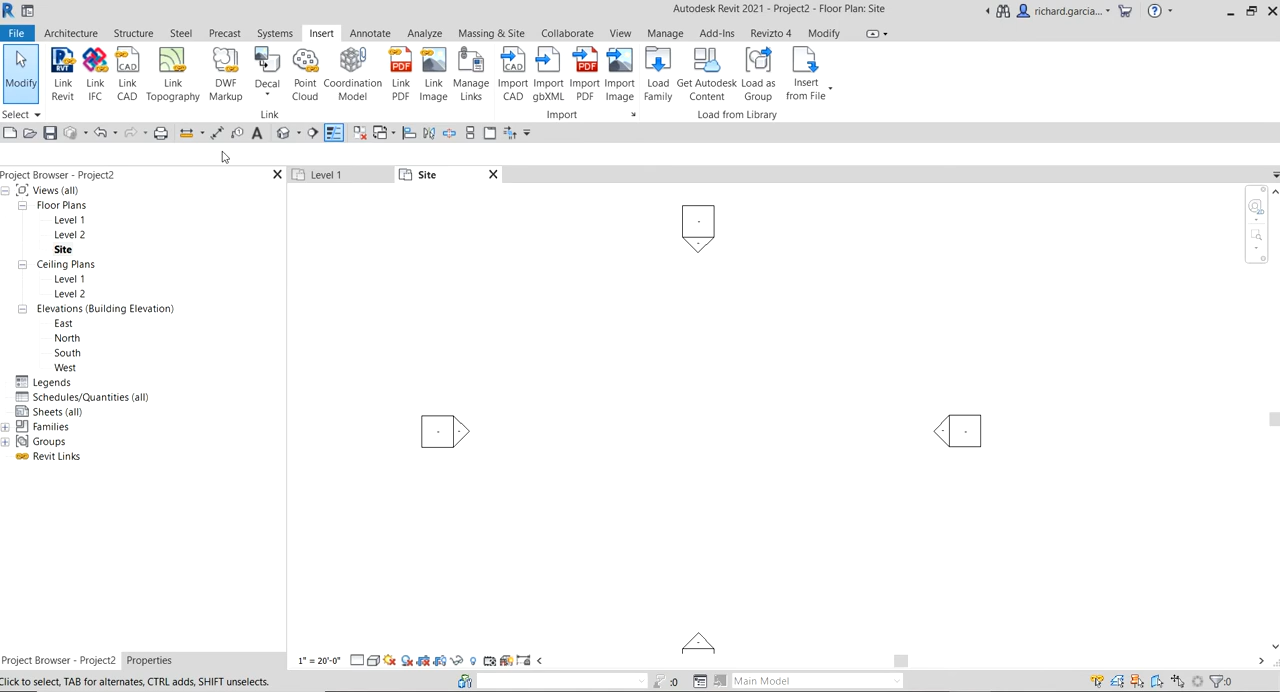 Autodesk Revit 2021 - Project2 - Floor Plan: Site
richard.garcia...
File Architecture Structure Steel Precast Systems Insert Annotate Analyze Massing & Site Collaborate View Manage Add-Ins Revizto 4 Modify
Modify
Link Revit
Link IFC
Link CAD
Link Topography
DWF Markup
Decal
Point Cloud
Coordination Model
Link PDF
Link Image
Manage Links
Import CAD
Import gbXML
Import PDF
Import Image
Load Family
Get Autodesk Content
Load as Group
Insert from File
Select Link Import Load from Library
Project Browser - Project2
Level 1
Site
Views (all)
Floor Plans
Level 1
Level 2
Site
Ceiling Plans
Level 1
Level 2
Elevations (Building Elevation)
East
North
South
West
Legends
Schedules/Quantities (all)
Sheets (all)
Families
Groups
Revit Links
Project Browser - Project2 Properties
1" = 20'-0"
Click to select, TAB for alternates, CTRL adds, SHIFT unselects.
:0
Main Model
:0